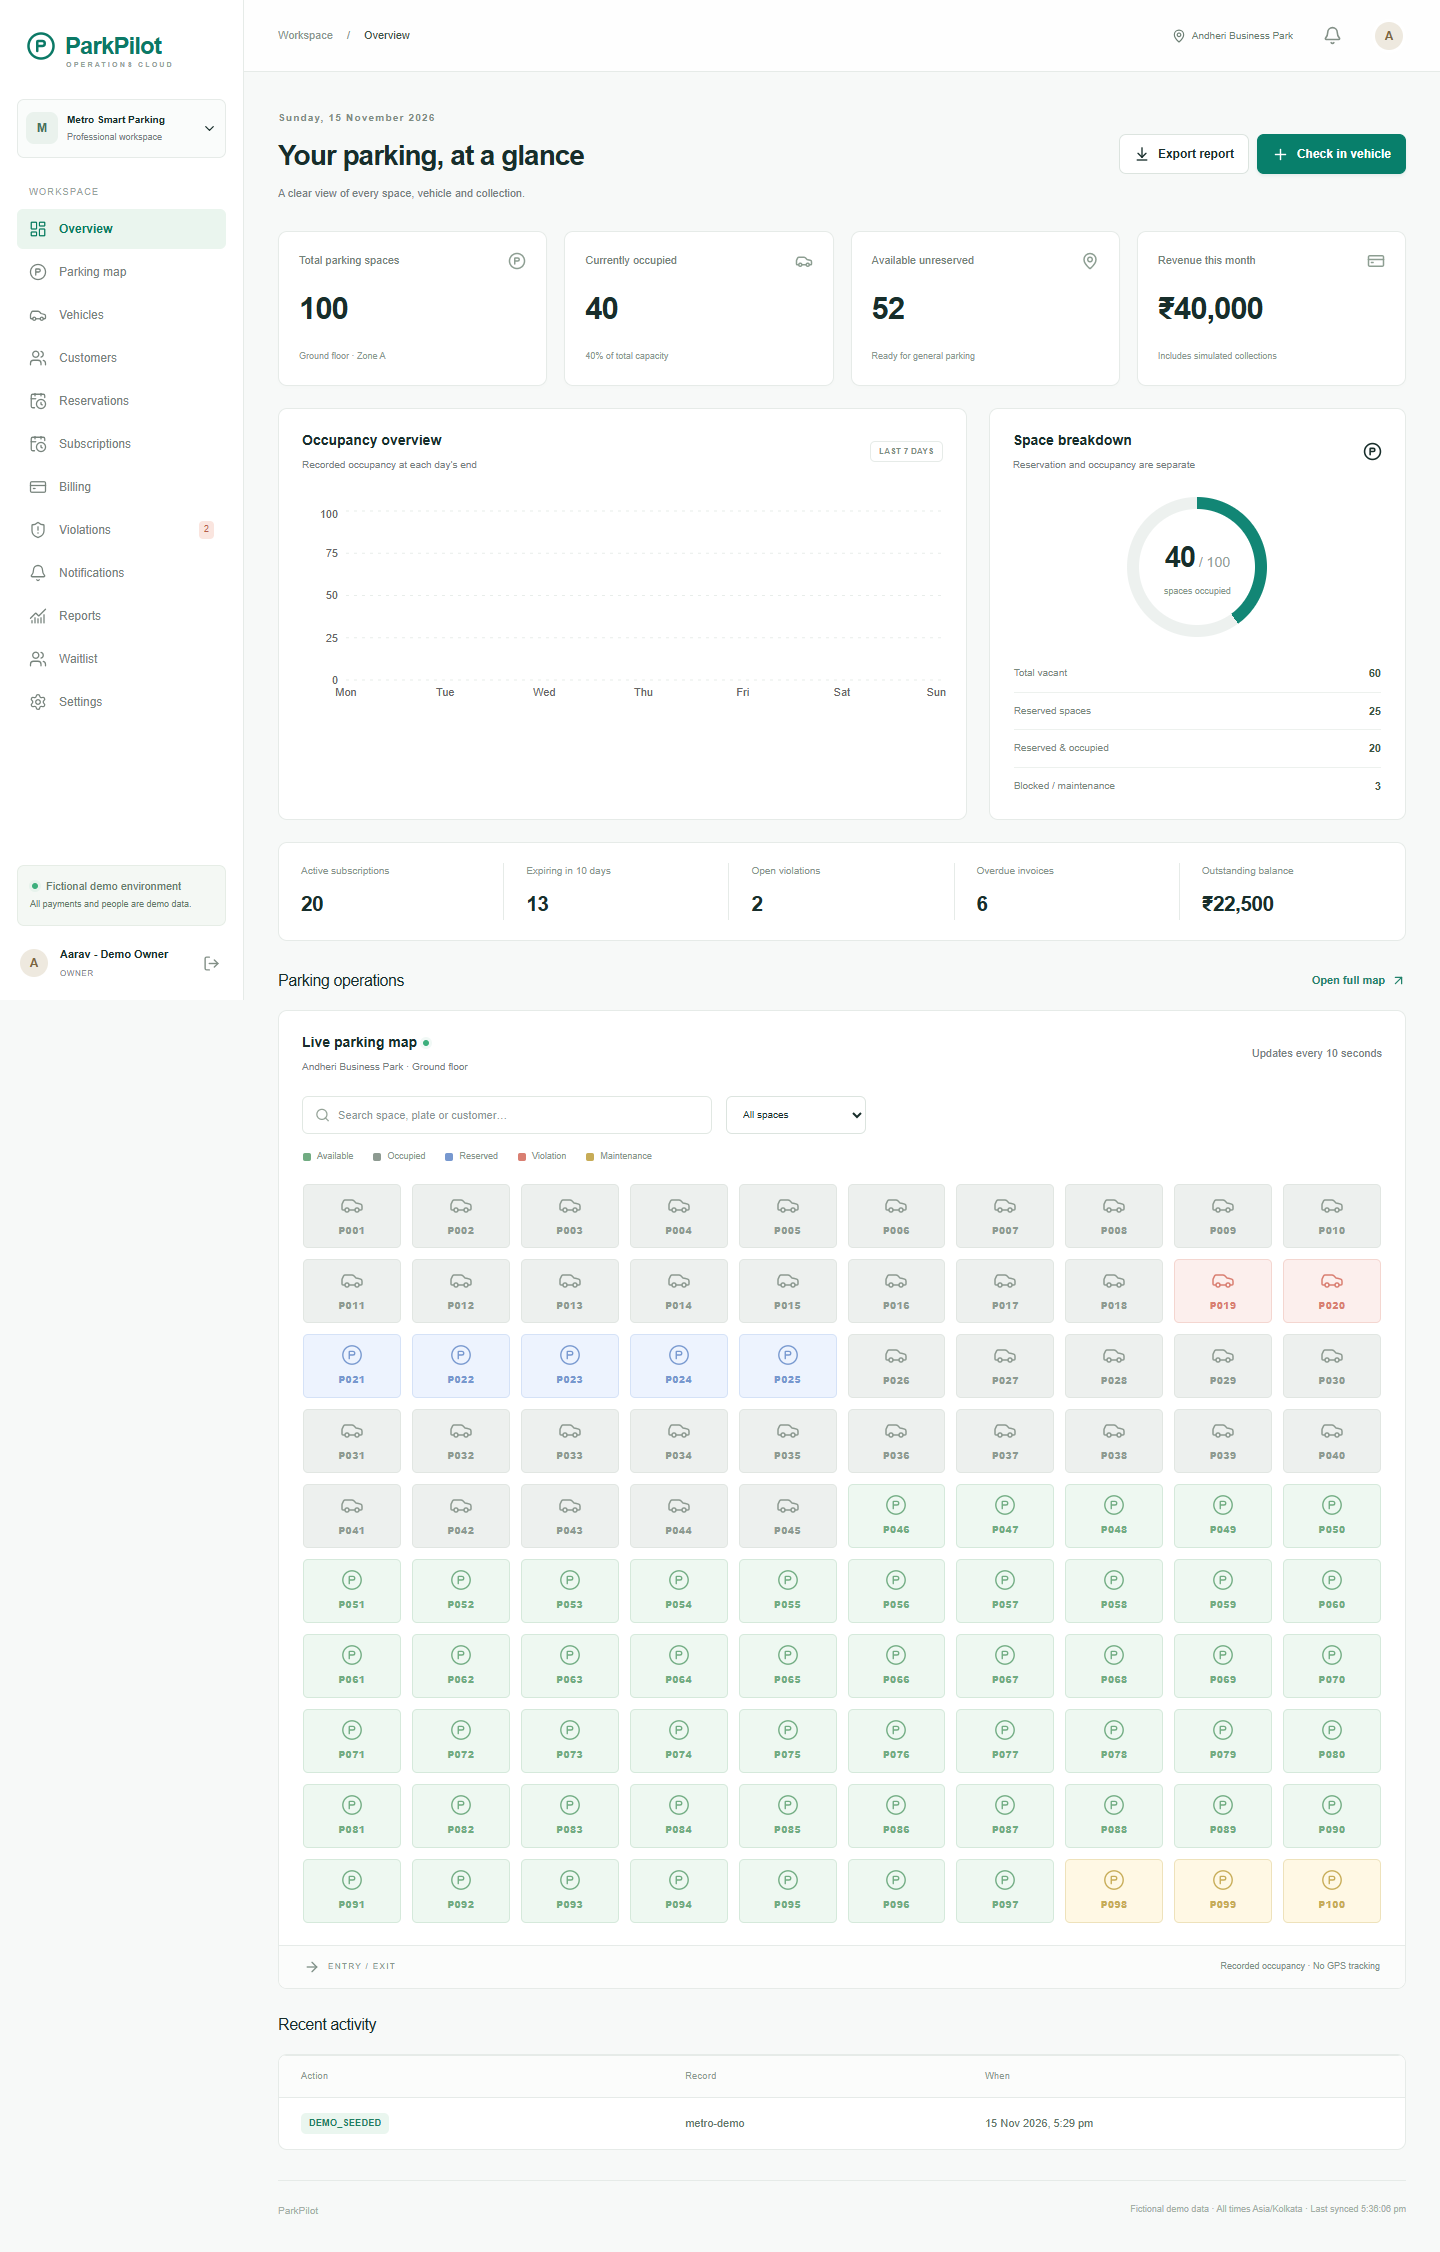 ParkPilot
OPERATIONS CLOUD
M
Metro Smart Parking
Professional workspace
WORKSPACE
Overview
Parking map
Vehicles
Customers
Reservations
Subscriptions
Billing
Violations 2
Notifications
Reports
Waitlist
Settings
Fictional demo environment
All payments and people are demo data.
A
Aarav - Demo Owner
OWNER
Workspace / Overview
Andheri Business Park
A
Sunday, 15 November 2026
Your parking, at a glance
A clear view of every space, vehicle and collection.
Export report
Check in vehicle
Total parking spaces
100
Ground floor · Zone A
Currently occupied
40
40% of total capacity
Available unreserved
52
Ready for general parking
Revenue this month
₹40,000
Includes simulated collections
Occupancy overview
Recorded occupancy at each day's end
LAST 7 DAYS
100
75
50
25
0
Mon Tue Wed Thu Fri Sat Sun
Space breakdown
Reservation and occupancy are separate
40 / 100
spaces occupied
Total vacant 60
Reserved spaces 25
Reserved & occupied 20
Blocked / maintenance 3
Active subscriptions
20
Expiring in 10 days
13
Open violations
2
Overdue invoices
6
Outstanding balance
₹22,500
Parking operations
Open full map
Live parking map
Andheri Business Park · Ground floor
Updates every 10 seconds
Search space, plate or customer...
All spaces
Available Occupied Reserved Violation Maintenance
P001 P002 P003 P004 P005 P006 P007 P008 P009 P010
P011 P012 P013 P014 P015 P016 P017 P018 P019 P020
P021 P022 P023 P024 P025 P026 P027 P028 P029 P030
P031 P032 P033 P034 P035 P036 P037 P038 P039 P040
P041 P042 P043 P044 P045 P046 P047 P048 P049 P050
P051 P052 P053 P054 P055 P056 P057 P058 P059 P060
P061 P062 P063 P064 P065 P066 P067 P068 P069 P070
P071 P072 P073 P074 P075 P076 P077 P078 P079 P080
P081 P082 P083 P084 P085 P086 P087 P088 P089 P090
P091 P092 P093 P094 P095 P096 P097 P098 P099 P100
ENTRY / EXIT
Recorded occupancy · No GPS tracking
Recent activity
Action Record When
DEMO_SEEDED metro-demo 15 Nov 2026, 5:29 pm
ParkPilot
Fictional demo data · All times Asia/Kolkata · Last synced 5:36:06 pm